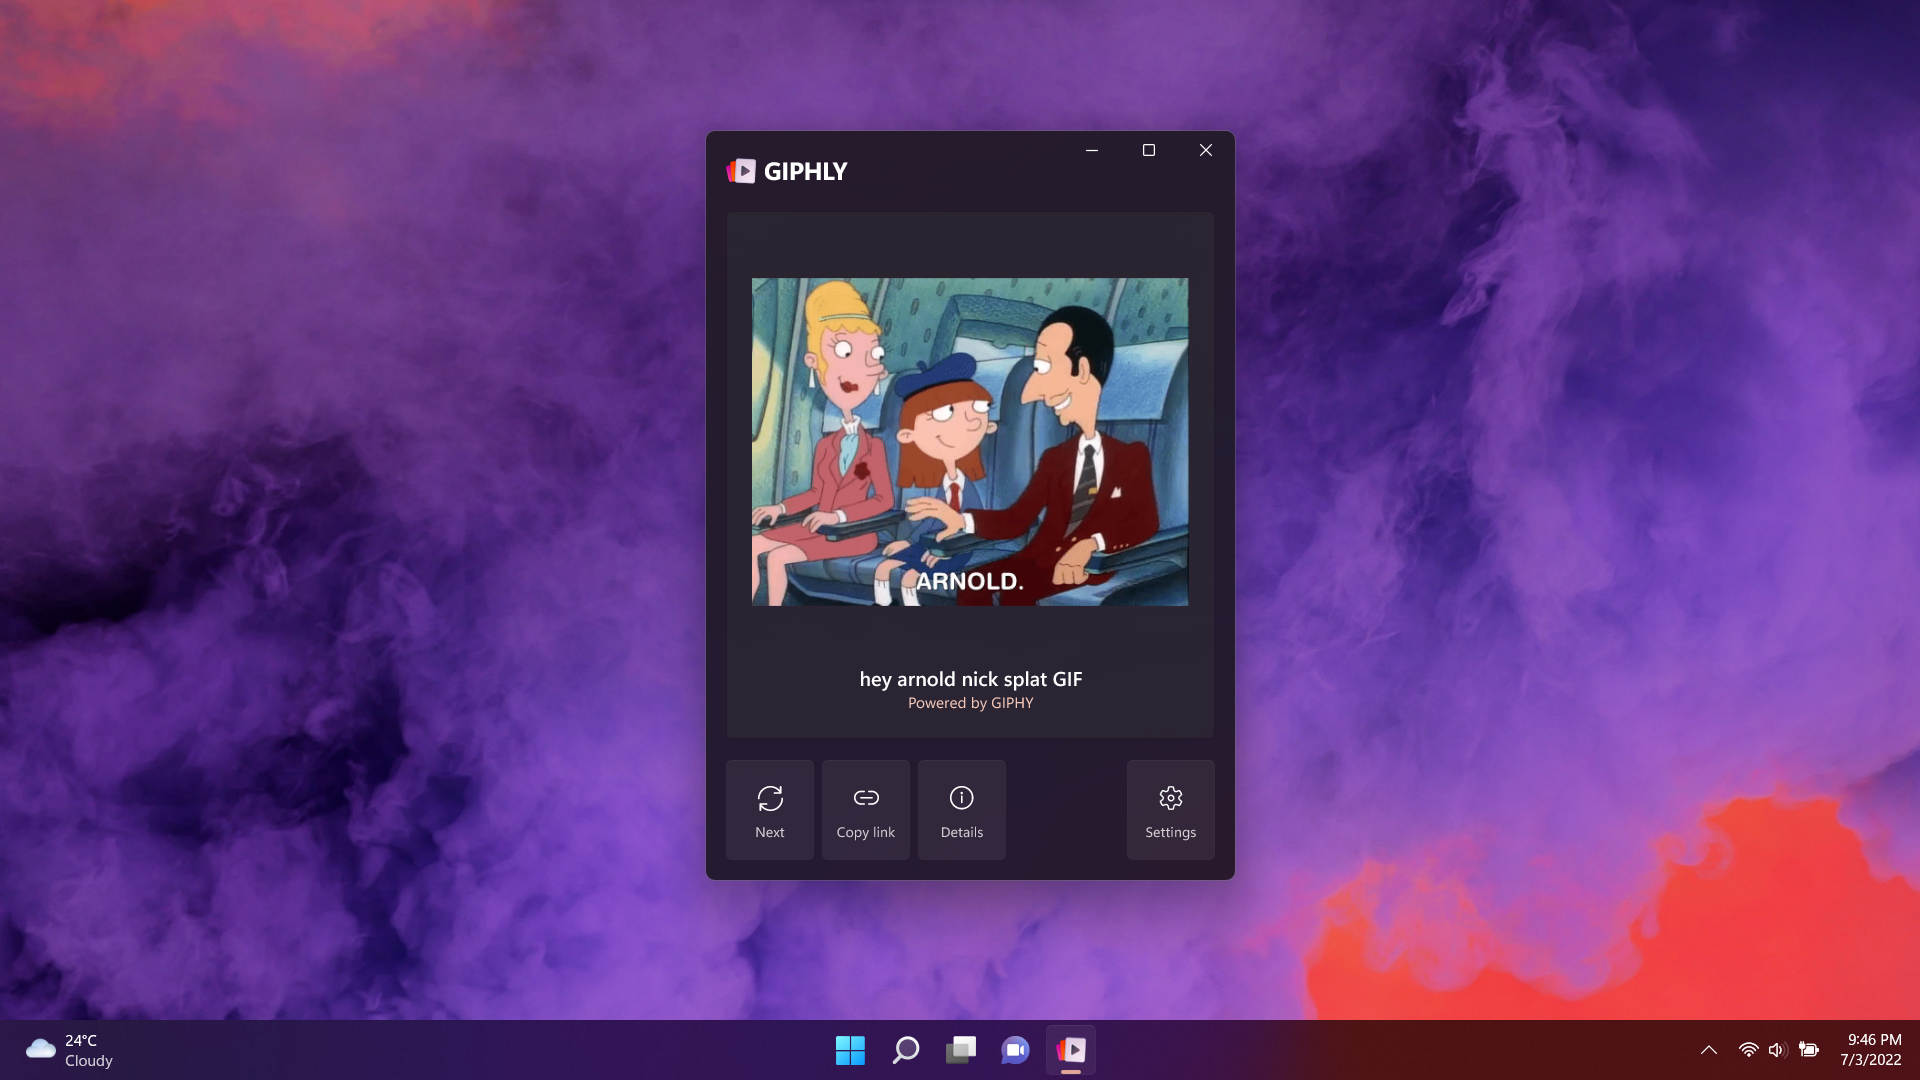 GIPHLY
ARNOLD.
hey arnold nick splat GIF
Powered by GIPHY
Next
Copy link
Details
Settings
24°C
Cloudy
9:46 PM
7/3/2022